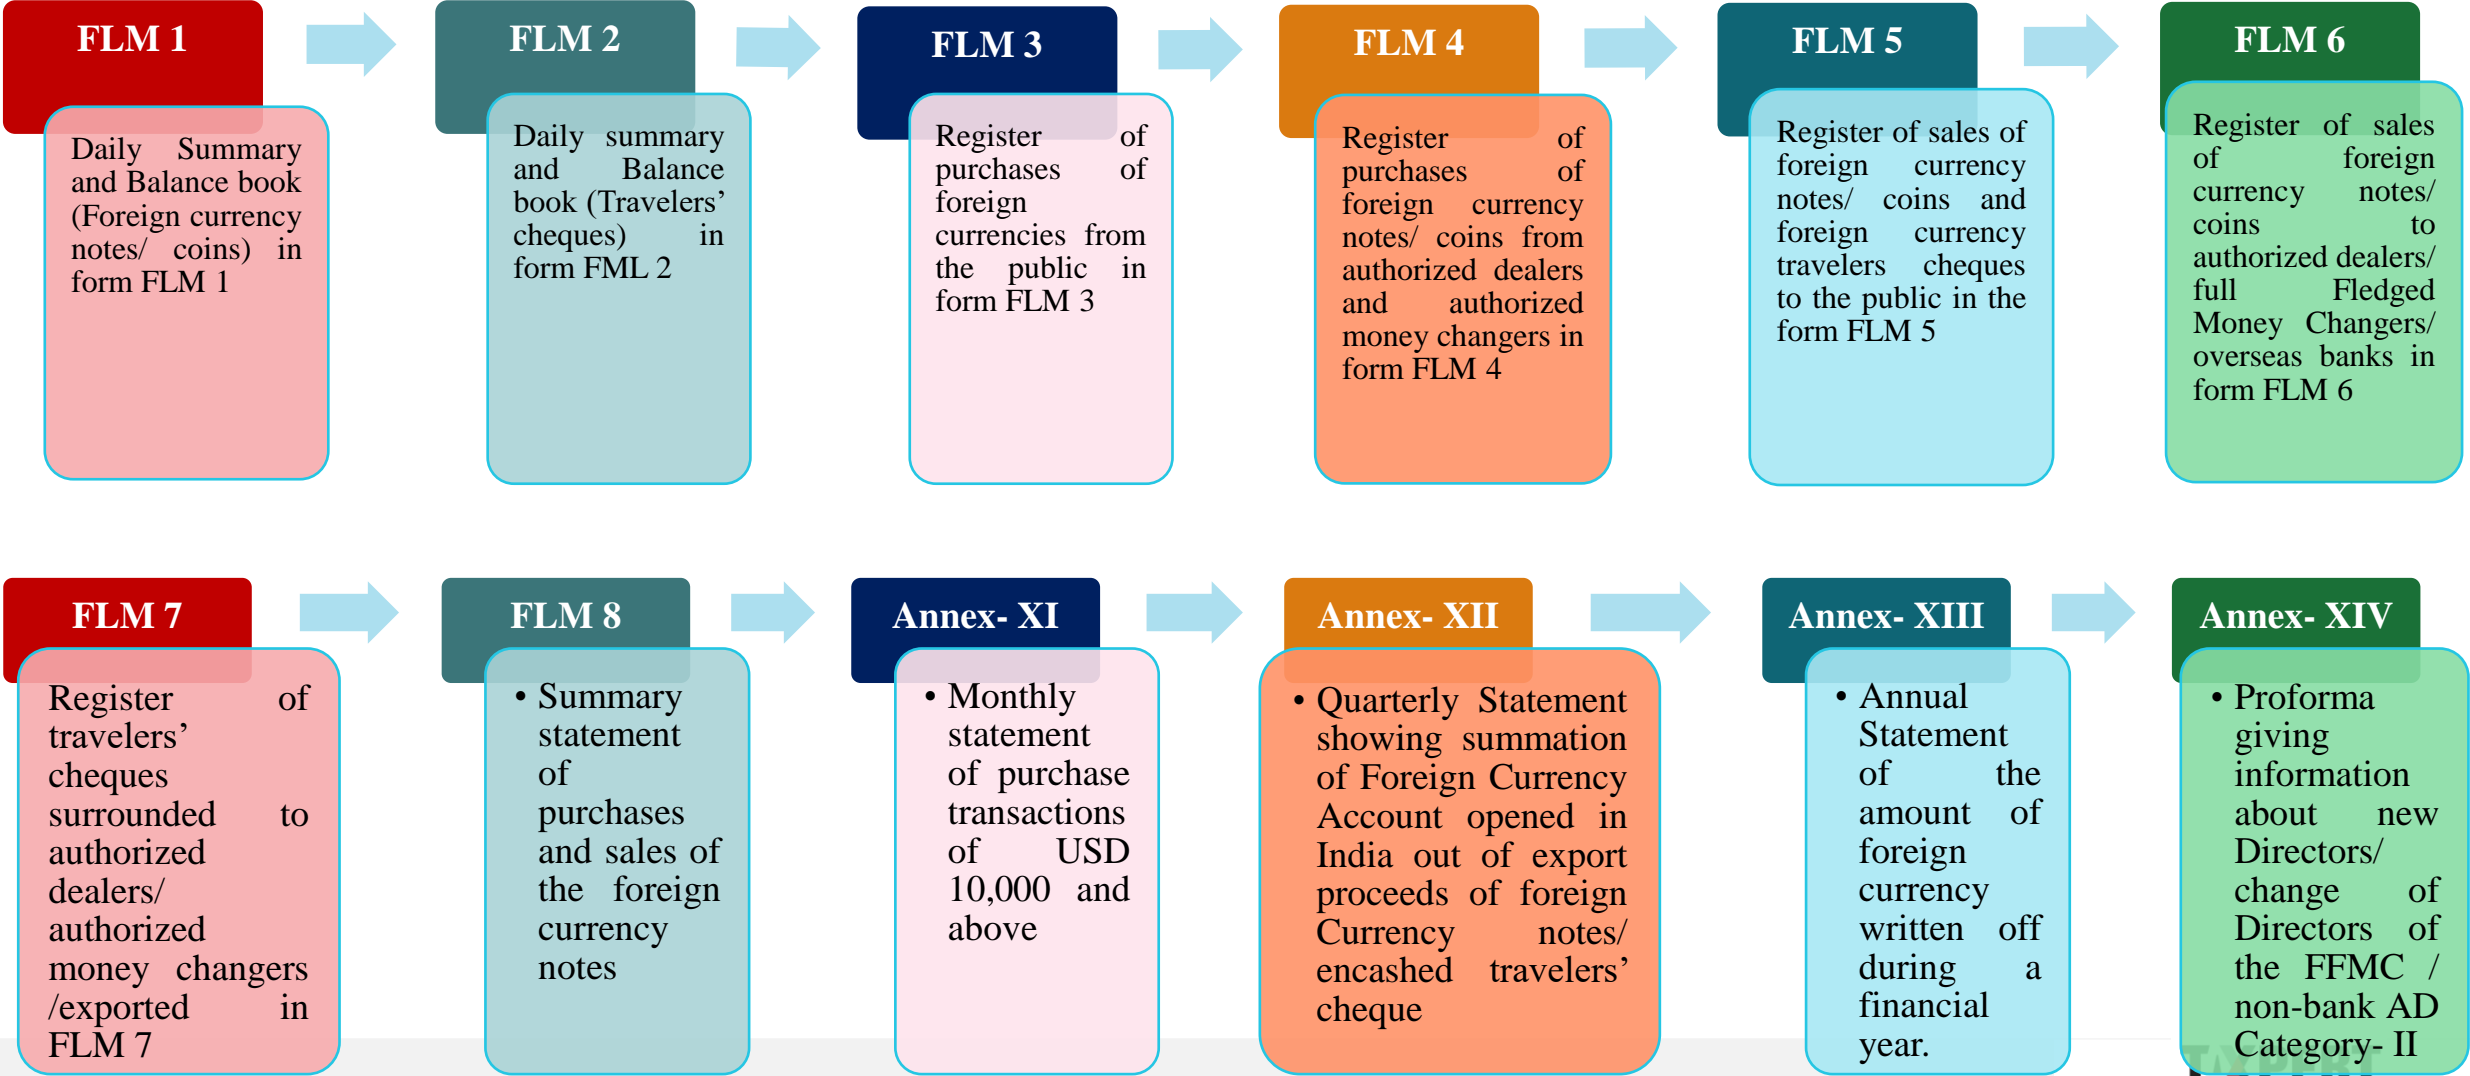 FLM 1
Daily Summary
and Balance book
(Foreign currency
notes/ coins) in
form FLM 1
FLM 2
Daily summary
and Balance
book (Travelers’
cheques) in
form FML 2
FLM 3
Register of
purchases of
foreign
currencies from
the public in
form FLM 3
FLM 4
Register of
purchases of
foreign currency
notes/ coins from
authorized dealers
and authorized
money changers in
form FLM 4
FLM 5
Register of sales of
foreign currency
notes/ coins and
foreign currency
travelers cheques
to the public in the
form FLM 5
FLM 6
Register of sales
of foreign
currency notes/
coins to
authorized dealers/
full Fledged
Money Changers/
overseas banks in
form FLM 6
FLM 7
Register of
travelers’
cheques
surrounded to
authorized
dealers/
authorized
money changers
/exported in
FLM 7
FLM 8
• Summary
statement
of
purchases
and sales of
the foreign
currency
notes
Annex- XI
• Monthly
statement
of purchase
transactions
of USD
10,000 and
above
Annex- XII
• Quarterly Statement
showing summation
of Foreign Currency
Account opened in
India out of export
proceeds of foreign
Currency notes/
encashed travelers’
cheque
Annex- XIII
• Annual
Statement
of the
amount of
foreign
currency
written off
during a
financial
year.
Annex- XIV
• Proforma
giving
information
about new
Directors/
change of
Directors of
the FFMC /
non-bank AD
Category- II